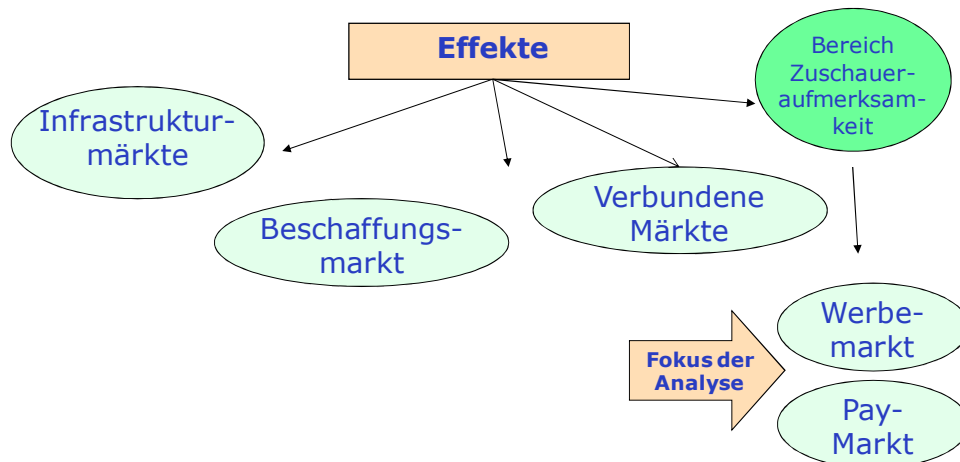 Effekte
Bereich
Zuschauer-
aufmerksam-
keit
Infrastruktur-
märkte
Beschaffungs-
markt
Verbundene
Märkte
Werbe-
markt
Fokus der
Analyse
Pay-
Markt